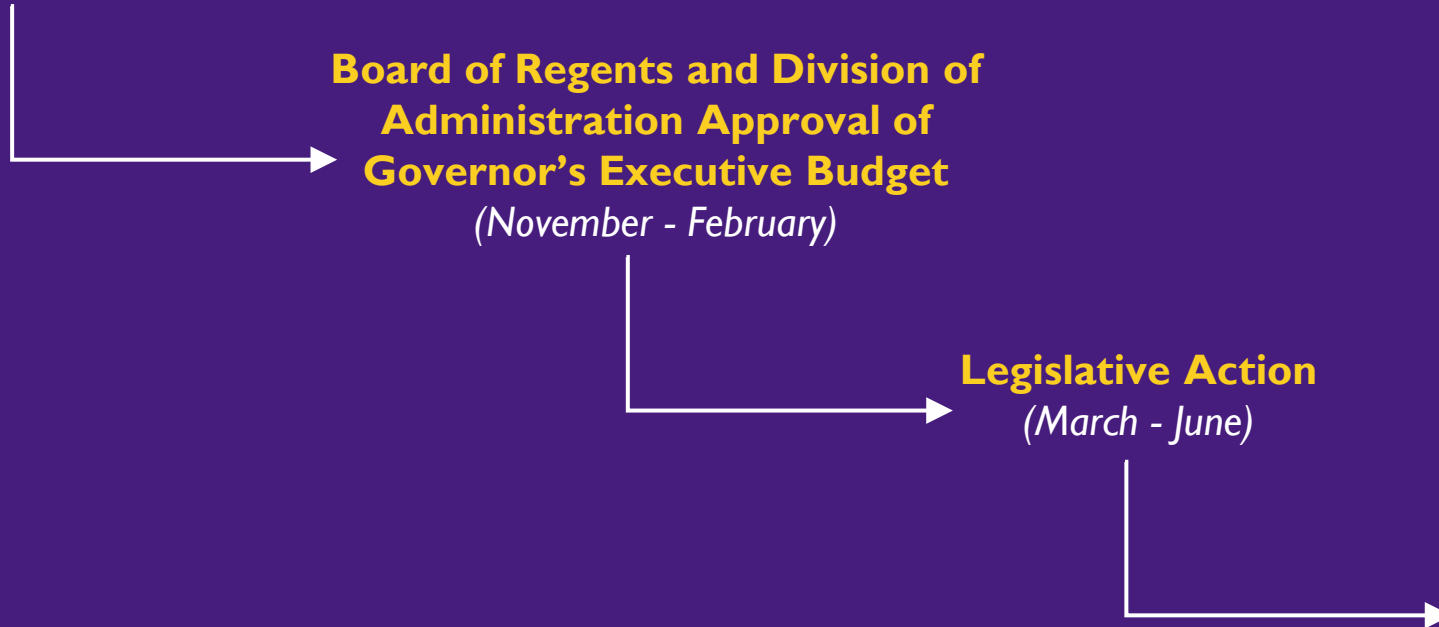 Board of Regents and Division of
Administration Approval of
Governor’s Executive Budget
(November - February)
Legislative Action
(March - June)